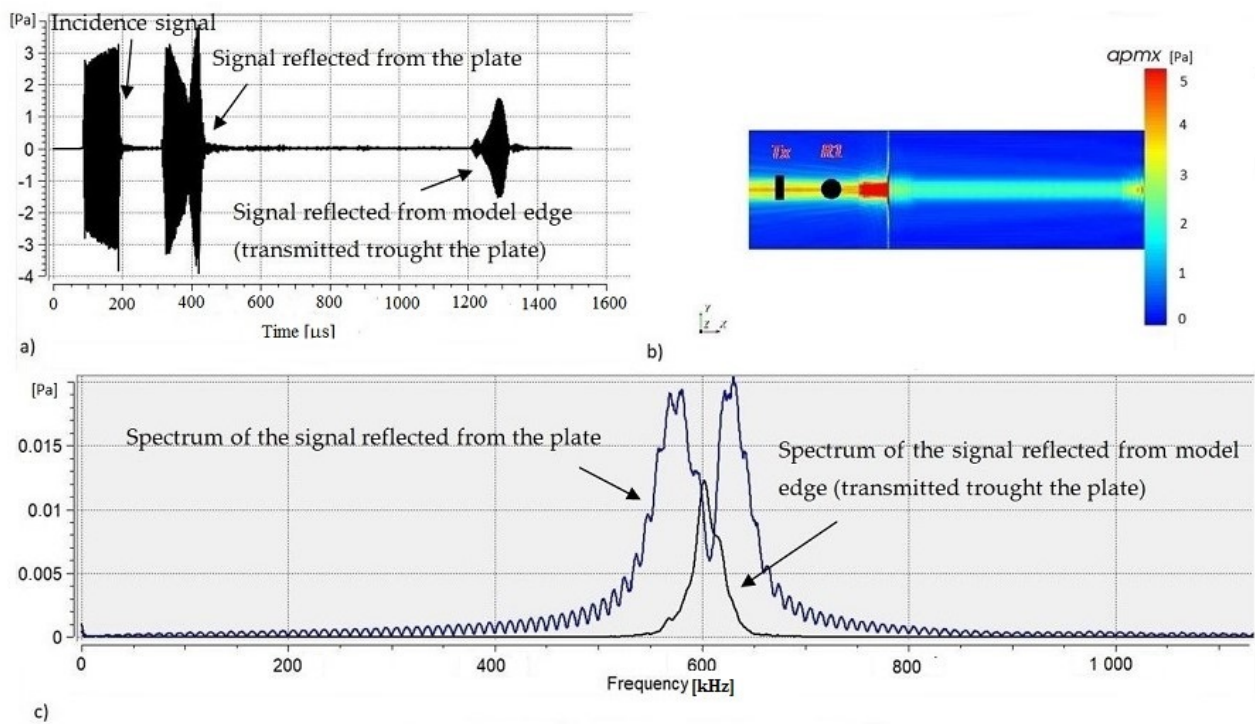 [Pa]
Incidence signal
Signal reflected from the plate
3
2
1
0
-1
-2
-3
-4
Signal reflected from model edge
(transmitted trought the plate)
0 200 400 600 800 1000 1200 1400 1600
Time [μs]
a)
apmx [Pa]
5
4
3
2
1
0
Tx R1
Y
Z X
b)
[Pa]
0.015
0.01
0.005
0
Spectrum of the signal reflected from the plate
Spectrum of the signal reflected from model
edge (transmitted trought the plate)
0 200 400 600 800 1 000
Frequency [kHz]
c)